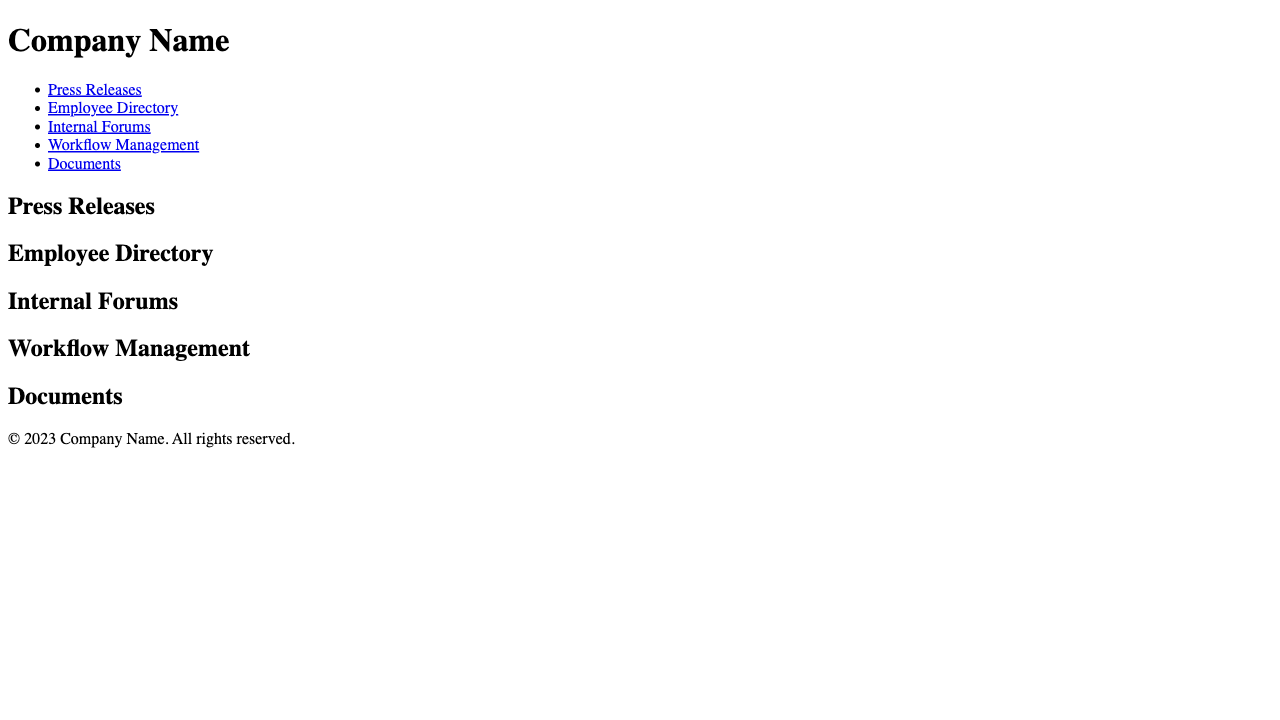 Company Name
Press Releases
Employee Directory
Internal Forums
Workflow Management
Documents
Press Releases
Employee Directory
Internal Forums
Workflow Management
Documents
© 2023 Company Name. All rights reserved.